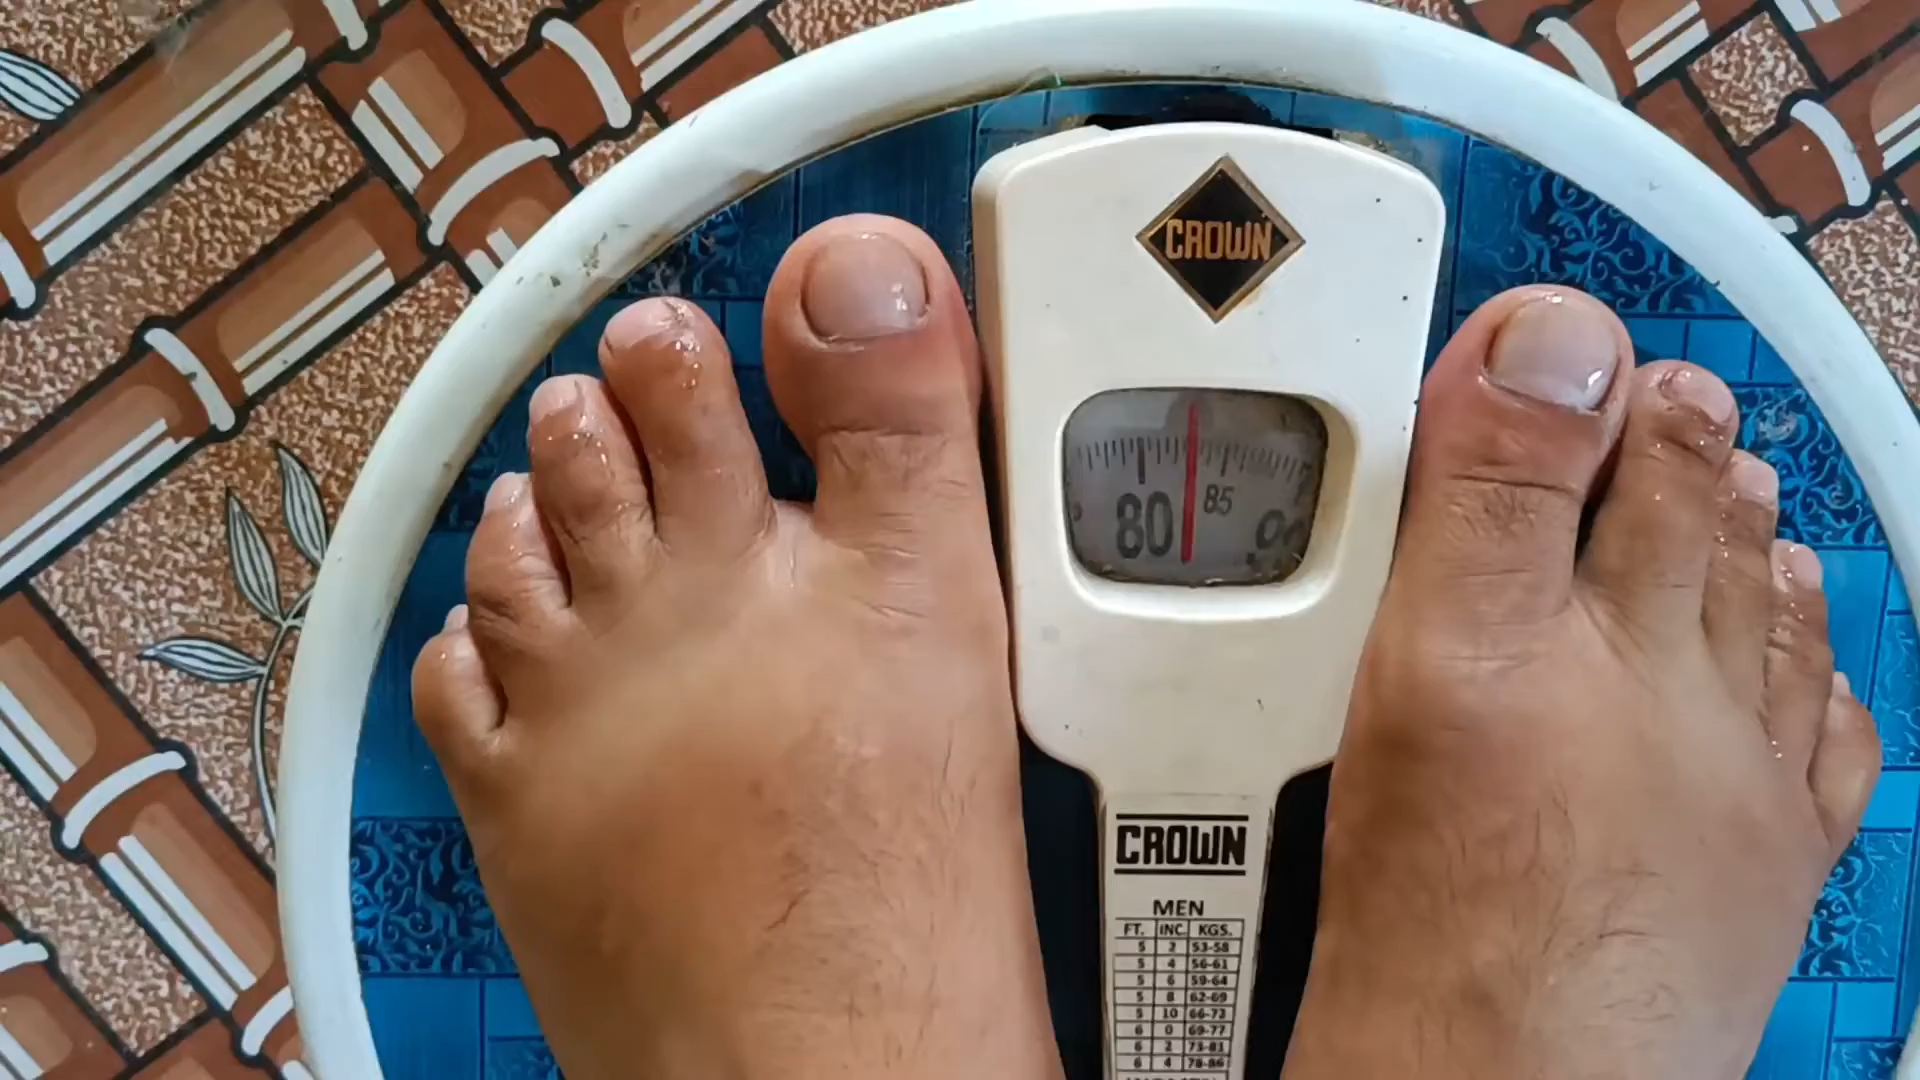 CROWN
80 85
CROWN
MEN
FT. INC. KGS.
5 2 53-58
5 4 56-61
5 6 59-64
5 8 62-69
5 10 66-73
6 0 69-77
6 2 73-81
6 4 78-86